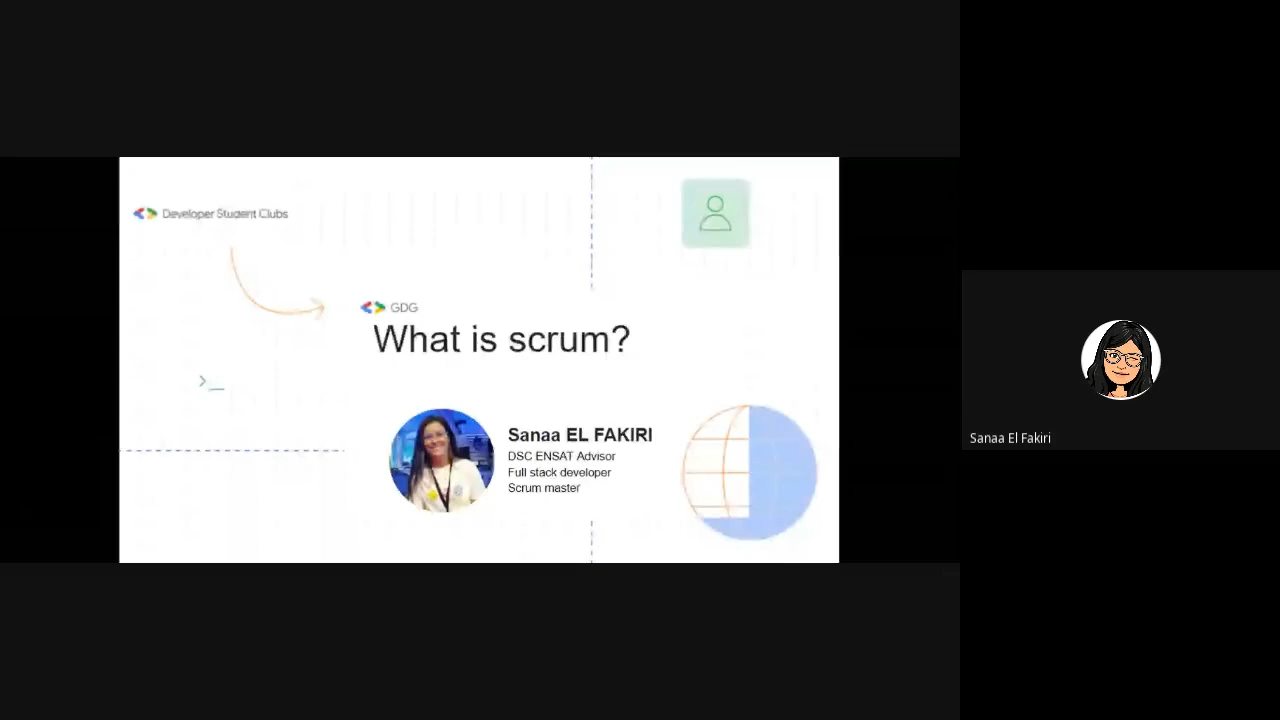 Developer Student Clubs
GDG
What is scrum?
Sanaa EL FAKIRI
DSC ENSAT Advisor
Full stack developer
Scrum master
Sanaa El Fakiri